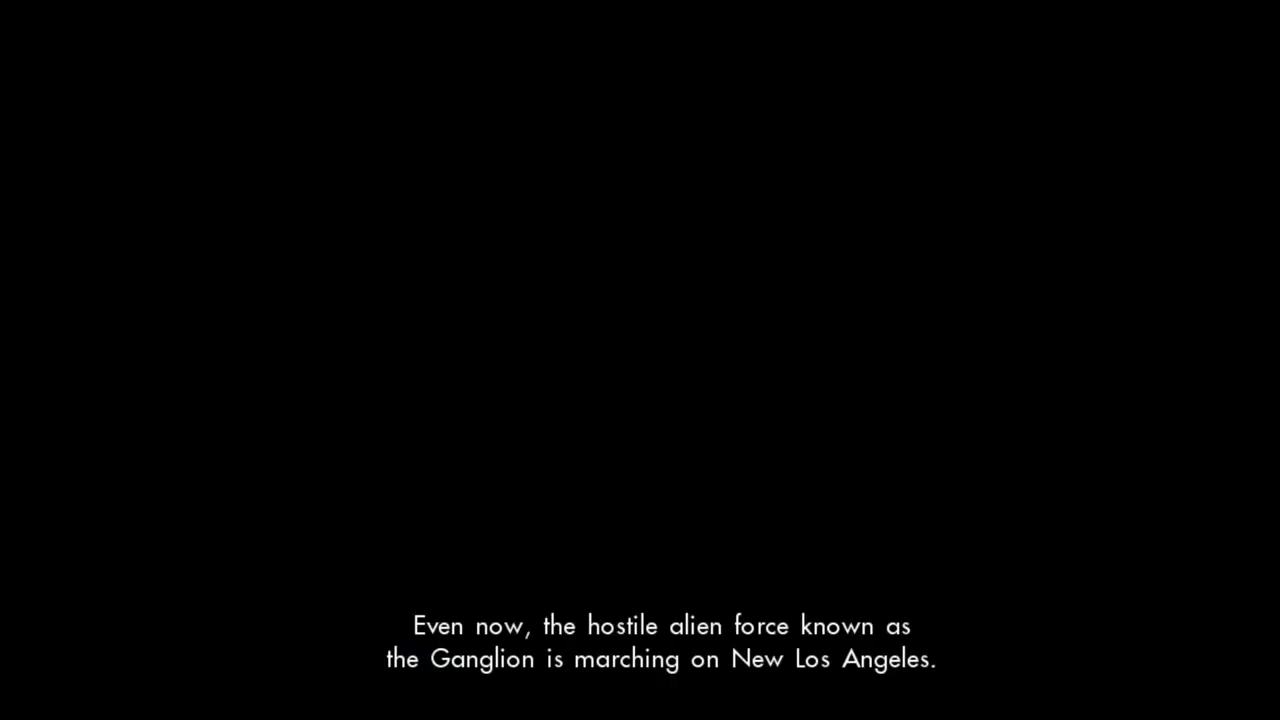 Even now, the hostile alien force known as
the Ganglion is marching on New Los Angeles.